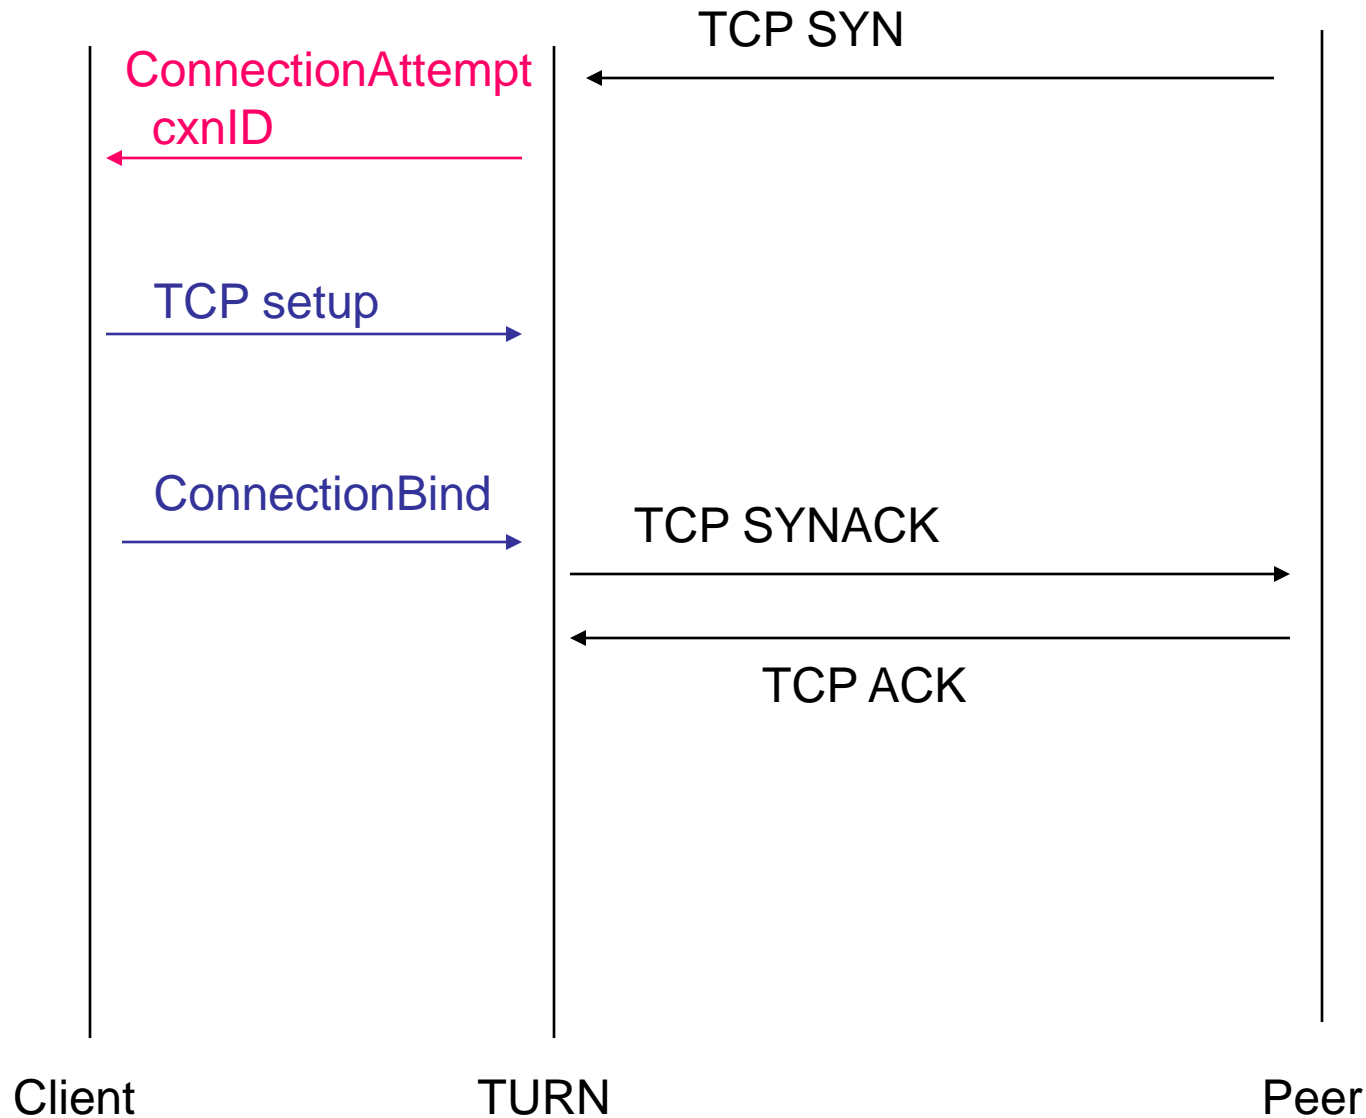 TCP SYN
ConnectionAttempt
cxnID
TCP setup
ConnectionBind
TCP SYNACK
TCP ACK
Client
TURN
Peer